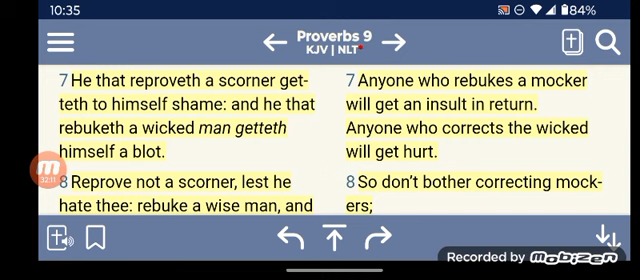 10:35
84%
Proverbs 9
KJV | NLT
7 He that reproveth a scorner get-
teth to himself shame: and he that
rebuketh a wicked man getteth
himself a blot.
8 Reprove not a scorner, lest he
hate thee: rebuke a wise man, and
7 Anyone who rebukes a mocker
will get an insult in return.
Anyone who corrects the wicked
will get hurt.
8 So don't bother correcting mock-
ers;
32:11
Recorded by Mobizen